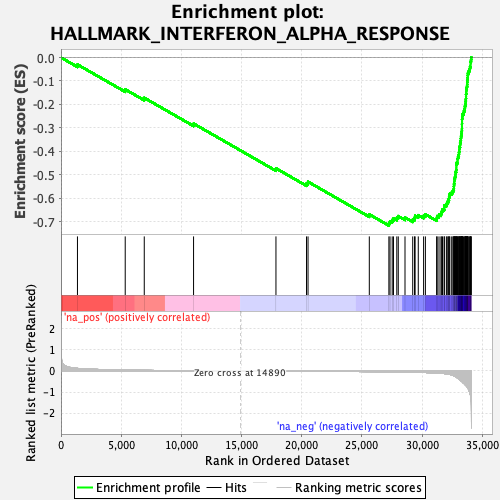 Enrichment plot:
HALLMARK_INTERFERON_ALPHA_RESPONSE
Enrichment score (ES)
0.0
-0.1
-0.2
-0.3
-0.4
-0.5
-0.6
-0.7
'na_pos' (positively correlated)
Ranked list metric (PreRanked)
2
1
0
-1
-2
Zero cross at 14890
'na_neg' (negatively correlated)
0
5,000
10,000
15,000
20,000
25,000
30,000
35,000
Rank in Ordered Dataset
Enrichment profile
Hits
Ranking metric scores